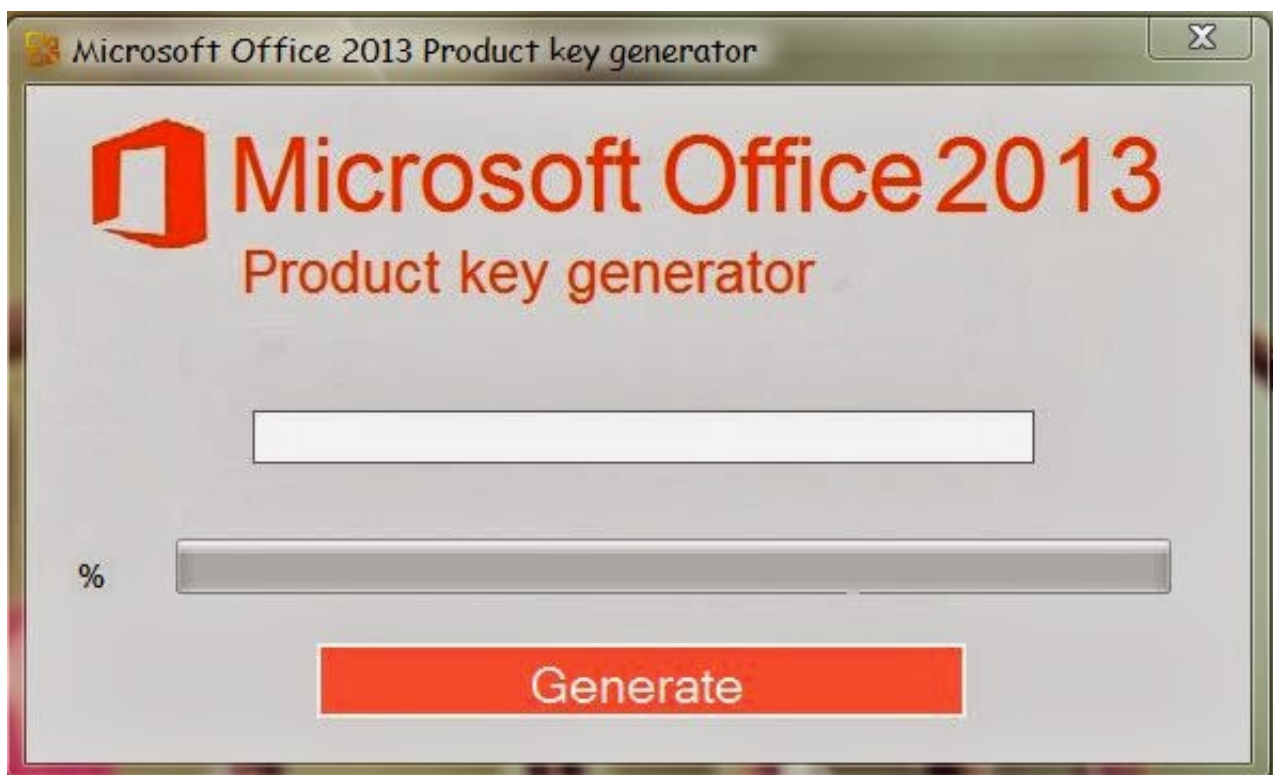 Microsoft Office 2013 Product key generator
Microsoft Office 2013
Product key generator
%
Generate